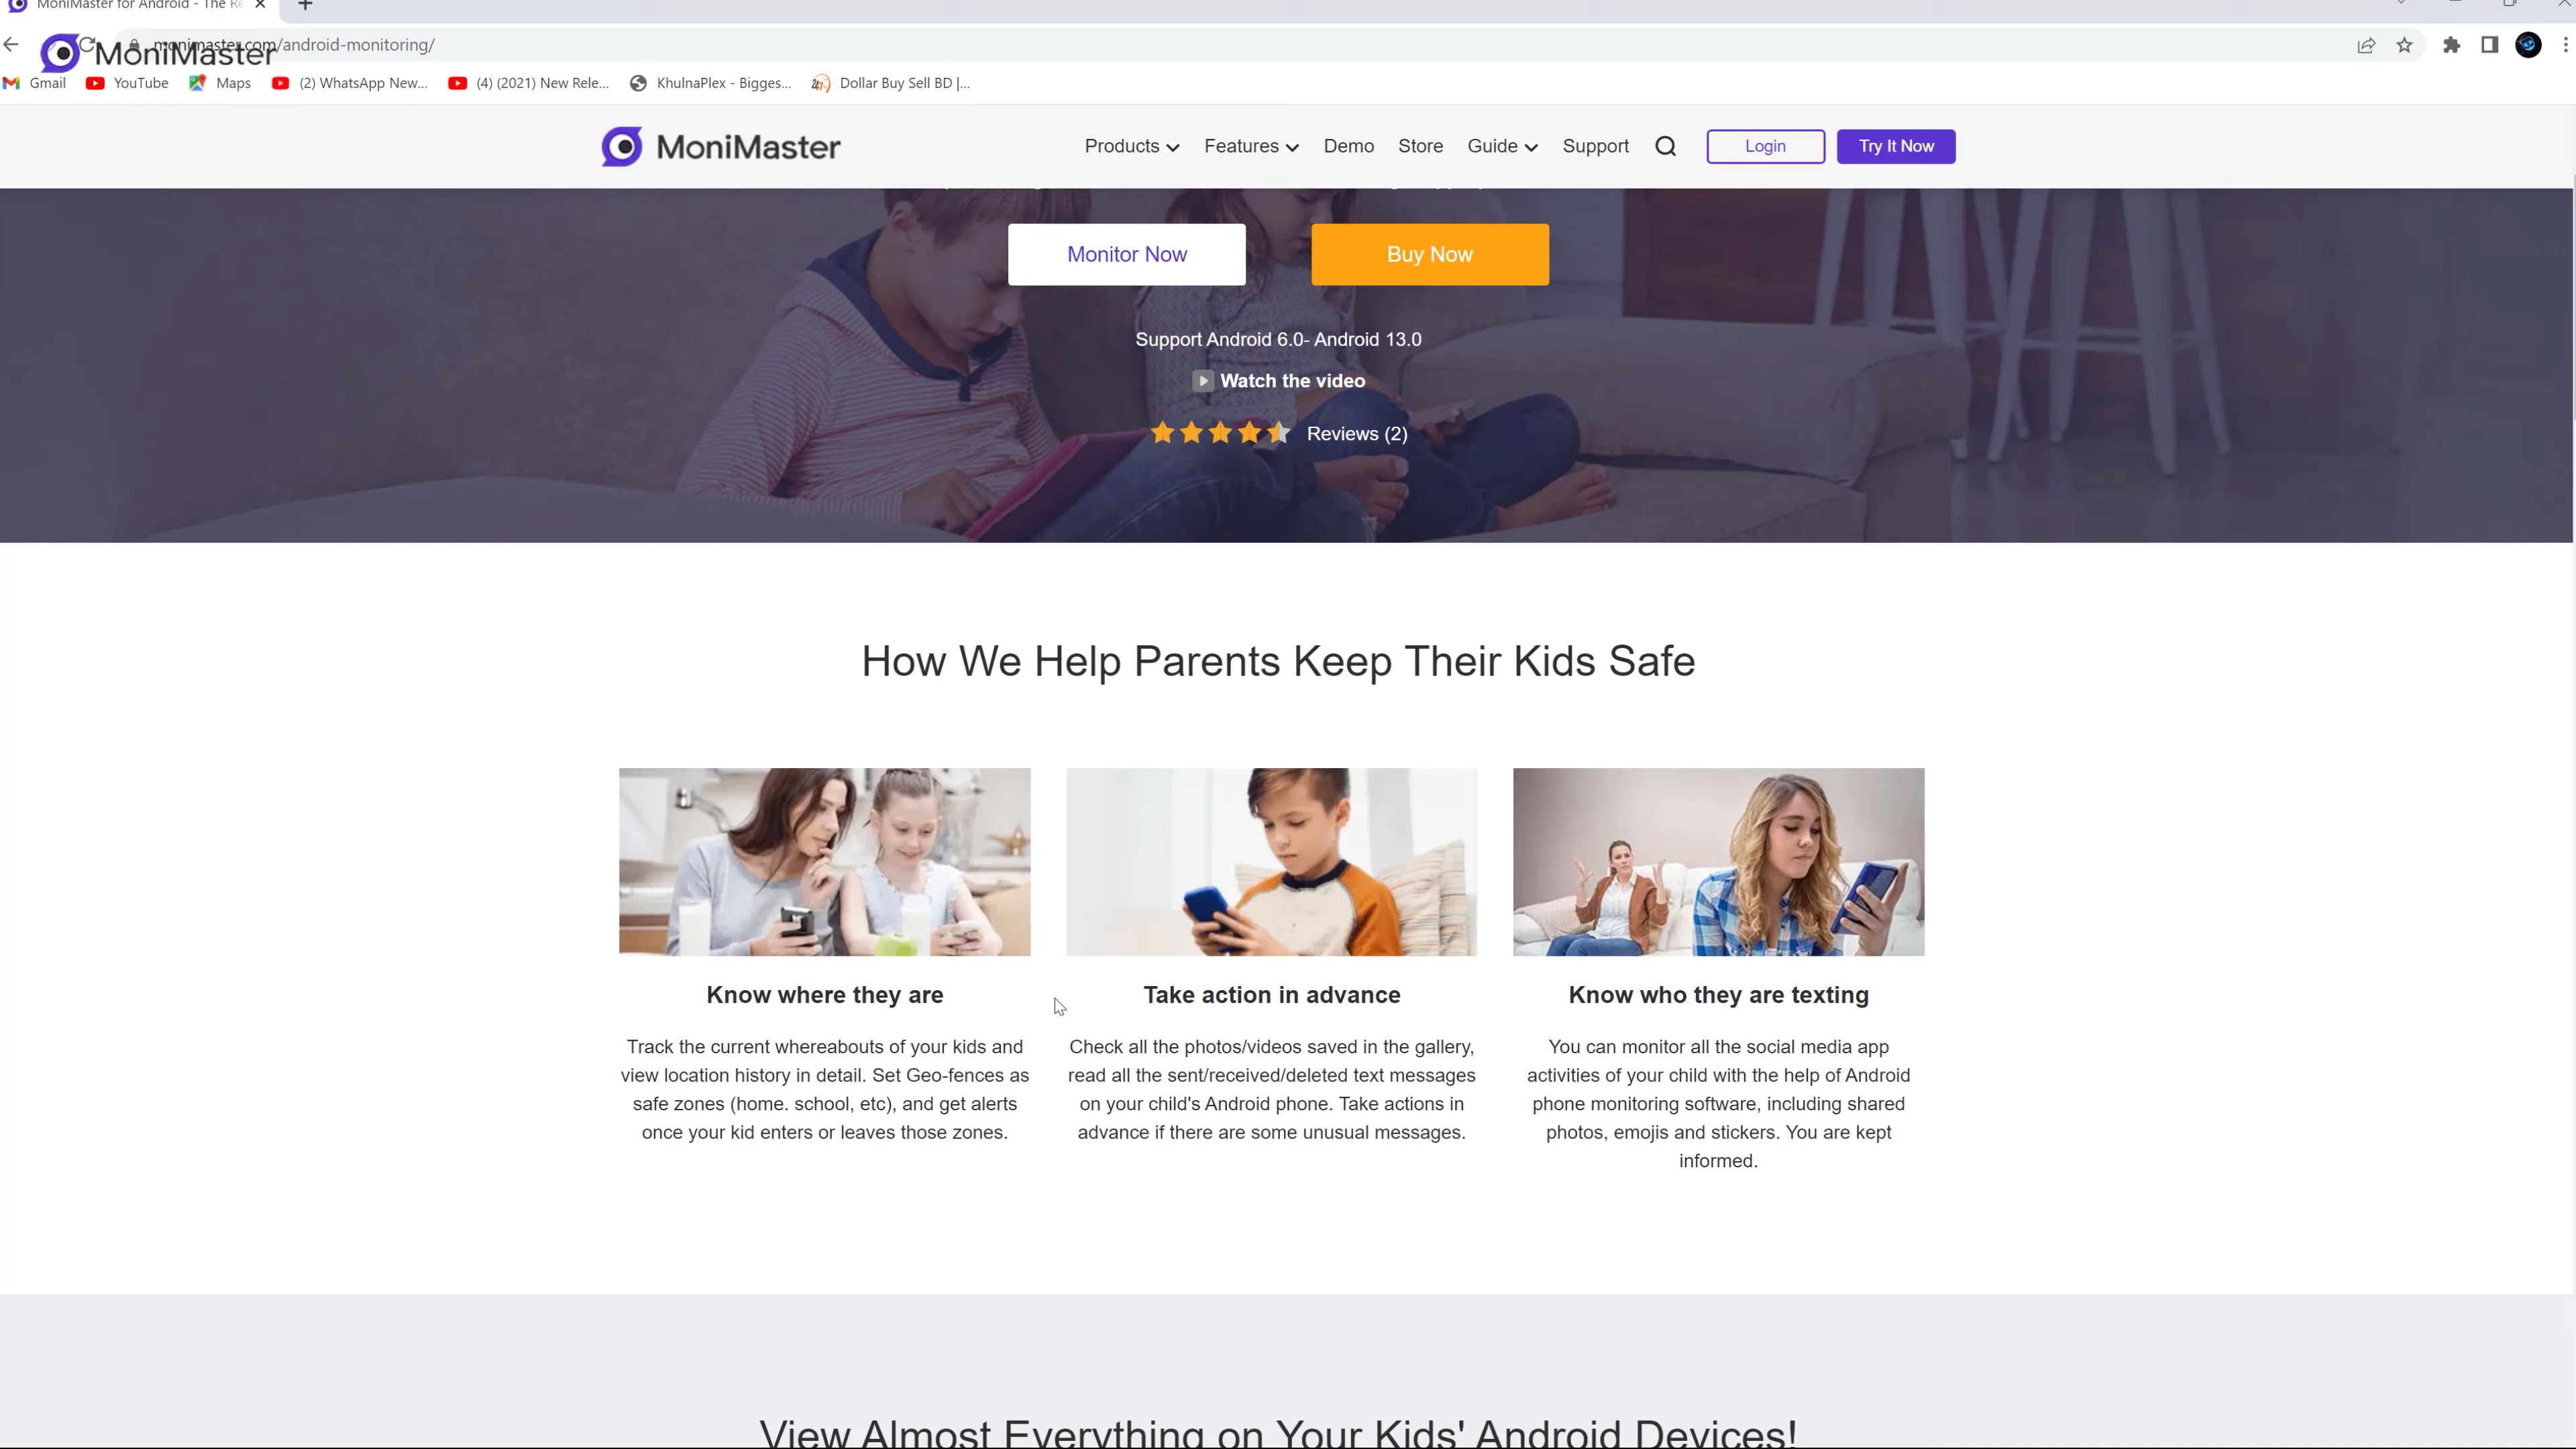 MoniMaster for Android - The Re
monimaster.com/android-monitoring/
MoniMaster
Gmail YouTube Maps (2) WhatsApp New... (4) (2021) New Rele... KhulnaPlex - Bigges... Dollar Buy Sell BD |...
MoniMaster Products Features Demo Store Guide Support Login Try It Now
Monitor Now Buy Now
Support Android 6.0- Android 13.0
Watch the video
Reviews (2)
How We Help Parents Keep Their Kids Safe
Know where they are
Track the current whereabouts of your kids and
view location history in detail. Set Geo-fences as
safe zones (home. school, etc), and get alerts
once your kid enters or leaves those zones.
Take action in advance
Check all the photos/videos saved in the gallery,
read all the sent/received/deleted text messages
on your child's Android phone. Take actions in
advance if there are some unusual messages.
Know who they are texting
You can monitor all the social media app
activities of your child with the help of Android
phone monitoring software, including shared
photos, emojis and stickers. You are kept
informed.
View Almost Everything on Your Kids' Android Devices!